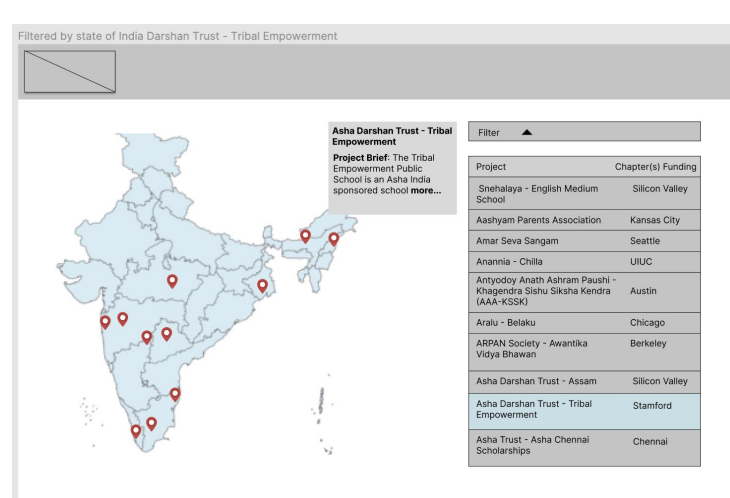 Filtered by state of India Darshan Trust - Tribal Empowerment
Asha Darshan Trust - Tribal
Empowerment
Project Brief: The Tribal
Empowerment Public
School is an Asha India
sponsored school more...
Filter
Project Chapter(s) Funding
Snehalaya - English Medium
School
Silicon Valley
Aashyam Parents Association Kansas City
Amar Seva Sangam Seattle
Anannia - Chilla UIUC
Antyodoy Anath Ashram Paushi -
Khagendra Sishu Siksha Kendra
(AAA-KSSK)
Austin
Aralu - Belaku Chicago
ARPAN Society - Awantika
Vidya Bhawan
Berkeley
Asha Darshan Trust - Assam Silicon Valley
Asha Darshan Trust - Tribal
Empowerment
Stamford
Asha Trust - Asha Chennai
Scholarships
Chennai